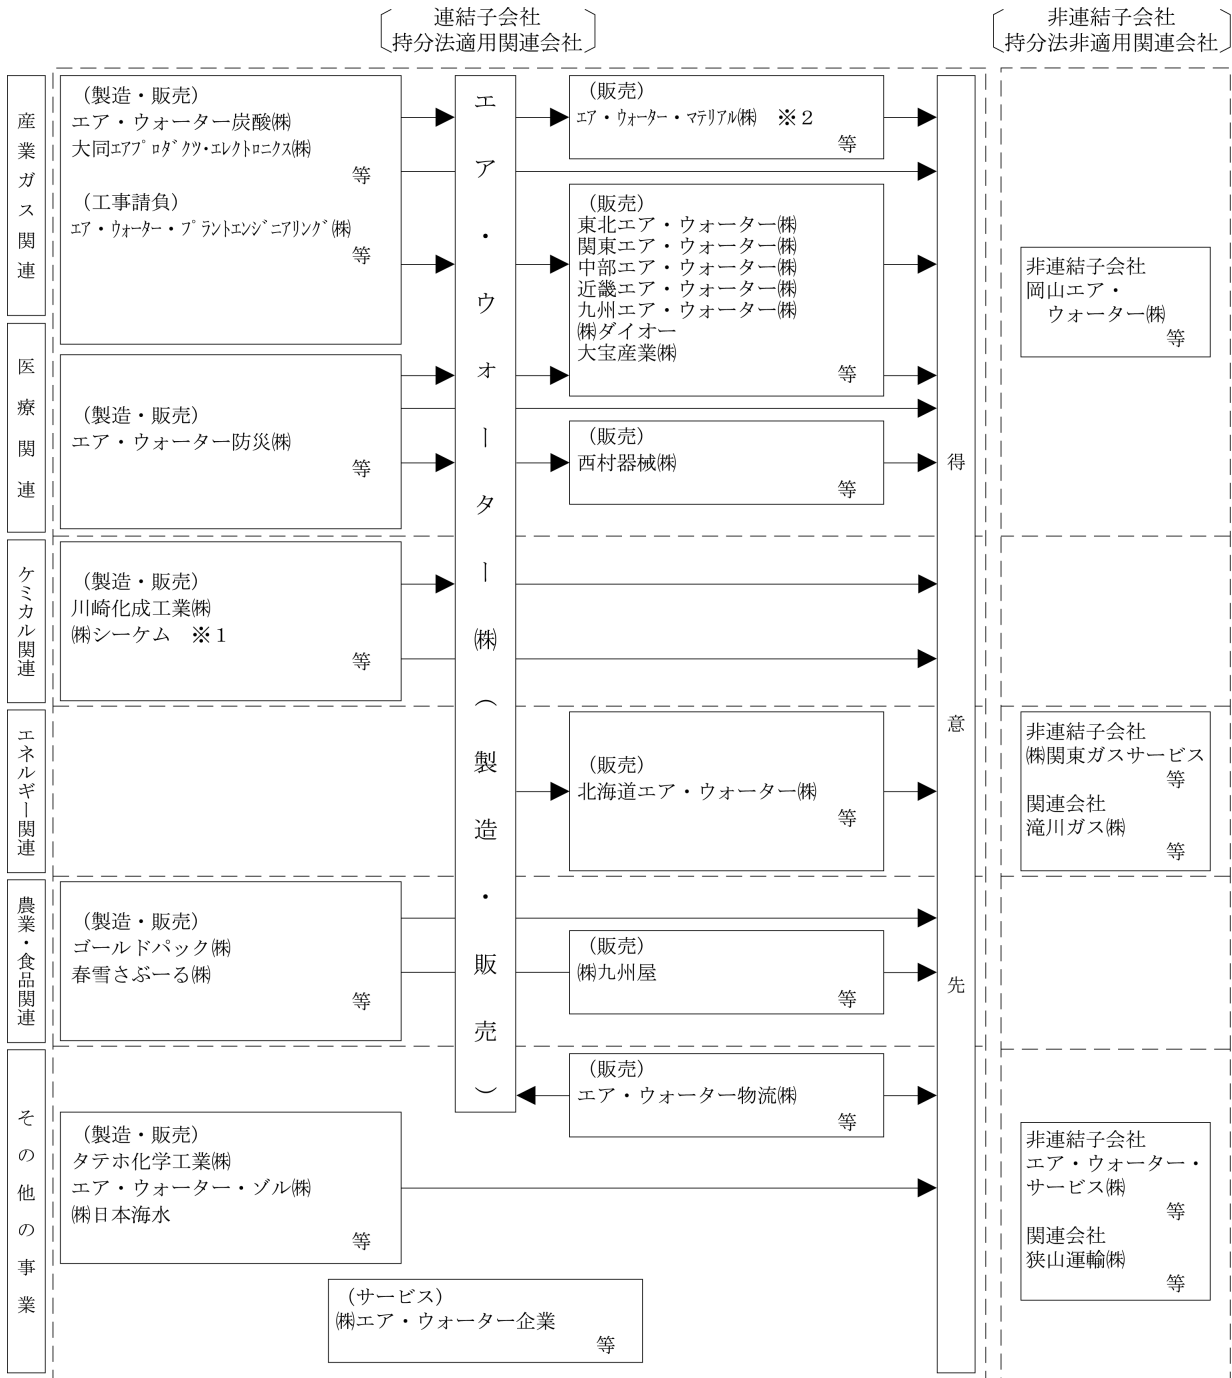 連結子会社
持分法適用関連会社
非連結子会社
持分法非適用関連会社
産業ガス関連
(製造・販売)
エア・ウォーター炭酸㈱
大同エアプロダクツ・エレクトロニクス㈱
等
(工事請負)
エア・ウォーター・プラントエンジニアリング㈱
等
エア・ウォーター㈱(製造・販売)
(販売)
エア・ウォーター・マテリアル㈱ ※2
等
(販売)
東北エア・ウォーター㈱
関東エア・ウォーター㈱
中部エア・ウォーター㈱
近畿エア・ウォーター㈱
九州エア・ウォーター㈱
㈱ダイオー
大宝産業㈱
等
得意先
非連結子会社
岡山エア・
ウォーター㈱
等
医療関連
(製造・販売)
エア・ウォーター防災㈱
等
(販売)
西村器械㈱
等
ケミカル関連
(製造・販売)
川崎化成工業㈱
㈱シーケム ※1
等
エネルギー関連
(販売)
北海道エア・ウォーター㈱
等
非連結子会社
㈱関東ガスサービス
等
関連会社
滝川ガス㈱
等
農業・食品関連
(製造・販売)
ゴールドパック㈱
春雪さぶーる㈱
等
(販売)
㈱九州屋
等
その他の事業
(販売)
エア・ウォーター物流㈱
等
(製造・販売)
タテホ化学工業㈱
エア・ウォーター・ゾル㈱
㈱日本海水
等
非連結子会社
エア・ウォーター・
サービス㈱
等
関連会社
狭山運輸㈱
等
(サービス)
㈱エア・ウォーター企業
等